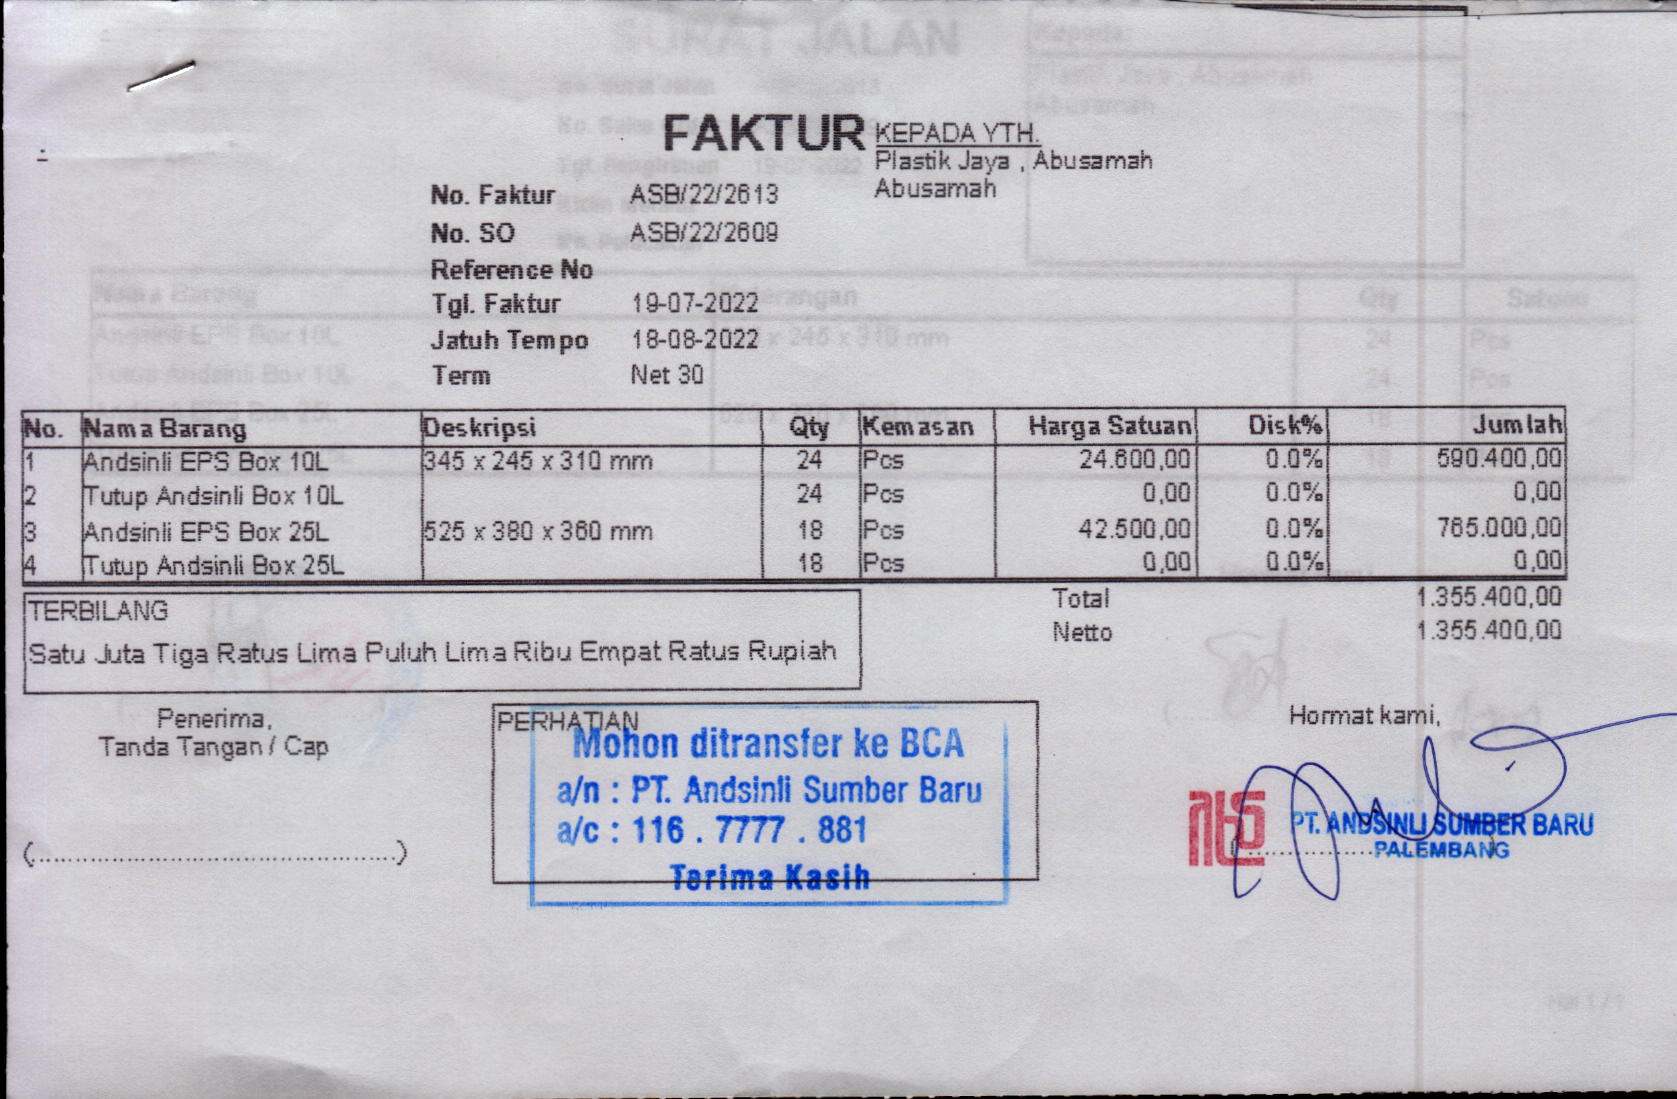 FAKTUR
KEPADA YTH.
Plastik Jaya , Abusamah
Abusamah
No. Faktur ASB/22/2613
No. SO ASB/22/2609
Reference No
Tgl. Faktur 19-07-2022
Jatuh Tempo 18-08-2022
Term Net 30
No. Nama Barang Deskripsi Qty Kemasan Harga Satuan Disk% Jumlah
1 Andsinli EPS Box 10L 345 x 245 x 310 mm 24 Pcs 24.600,00 0.0% 590.400,00
2 Tutup Andsinli Box 10L 24 Pcs 0,00 0.0% 0,00
3 Andsinli EPS Box 25L 525 x 380 x 360 mm 18 Pcs 42.500,00 0.0% 765.000,00
4 Tutup Andsinli Box 25L 18 Pcs 0,00 0.0% 0,00
Total 1.355.400,00
Netto 1.355.400,00
TERBILANG
Satu Juta Tiga Ratus Lima Puluh Lima Ribu Empat Ratus Rupiah
Penerima,
Tanda Tangan / Cap
(..........................................)
PERHATIAN
Mohon ditransfer ke BCA
a/n : PT. Andsinli Sumber Baru
a/c : 116 . 7777 . 881
Terima Kasih
Hormat kami,
PT. ANDSINLI SUMBER BARU
PALEMBANG